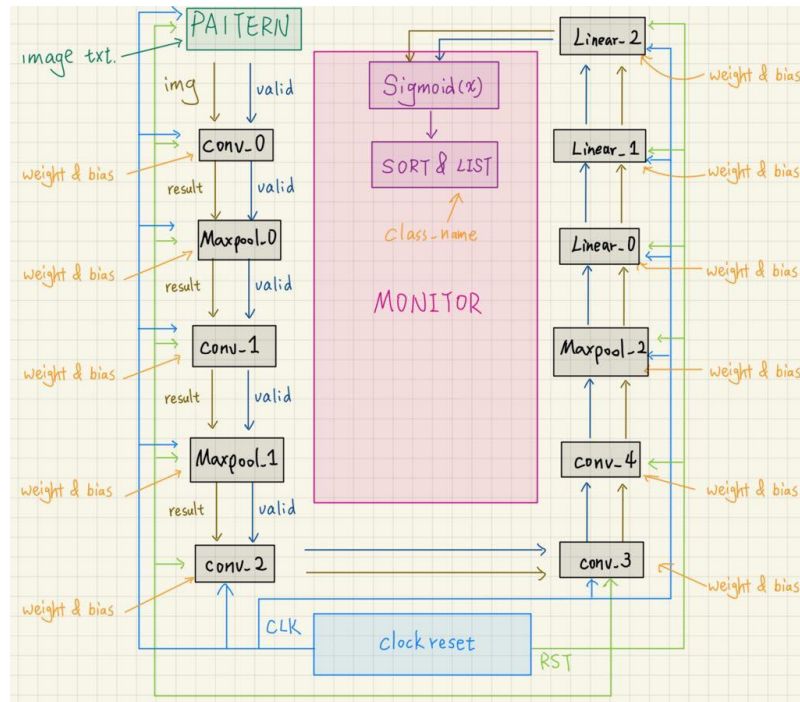 PAITERN
image txt.
img
valid
conv_0
weight & bias
result
valid
Maxpool_0
weight & bias
result
valid
conv_1
weight & bias
result
valid
Maxpool_1
weight & bias
result
valid
conv_2
weight & bias
Sigmoid(x)
SORT & LIST
class_name
MONITOR
Linear_2
weight & bias
Linear_1
weight & bias
Linear_0
weight & bias
Maxpool_2
weight & bias
conv_4
weight & bias
conv_3
weight & bias
CLK
clock reset
RST